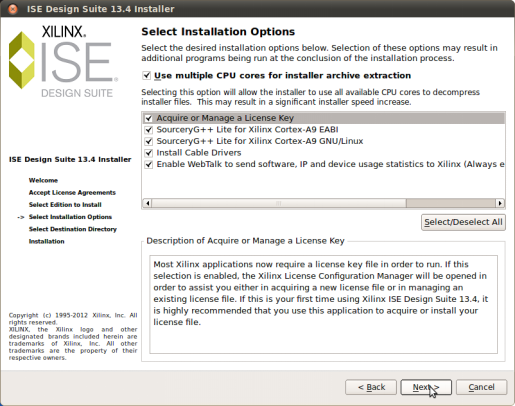 ISE Design Suite 13.4 Installer
XILINX®
ISE®
DESIGN SUITE
ISE Design Suite 13.4 Installer
Welcome
Accept License Agreements
Select Edition to Install
-> Select Installation Options
Select Destination Directory
Installation
Copyright (c) 1995-2012 Xilinx, Inc. All
rights reserved.
XILINX, the Xilinx logo and other
designated brands included herein are
trademarks of Xilinx, Inc. All other
trademarks are the property of their
respective owners.
Select Installation Options
Select the desired installation options below. Selection of these options may result in
additional programs being run at the conclusion of the installation process.
Use multiple CPU cores for installer archive extraction
Selecting this option will allow the installer to use all available CPU cores to decompress
installer files. This may result in a significant installer speed increase.
Acquire or Manage a License Key
SourceryG++ Lite for Xilinx Cortex-A9 EABI
SourceryG++ Lite for Xilinx Cortex-A9 GNU/Linux
Install Cable Drivers
Enable WebTalk to send software, IP and device usage statistics to Xilinx (Always e
Select/Deselect All
Description of Acquire or Manage a License Key
Most Xilinx applications now require a license key file in order to run. If this
selection is enabled, the Xilinx License Configuration Manager will be opened in
order to assist you either in acquiring a new license file or in managing an
existing license file. If this is your first time using Xilinx ISE Design Suite 13.4, it
is highly recommended that you use this application to acquire or install your
license file.
< Back
Next >
Cancel